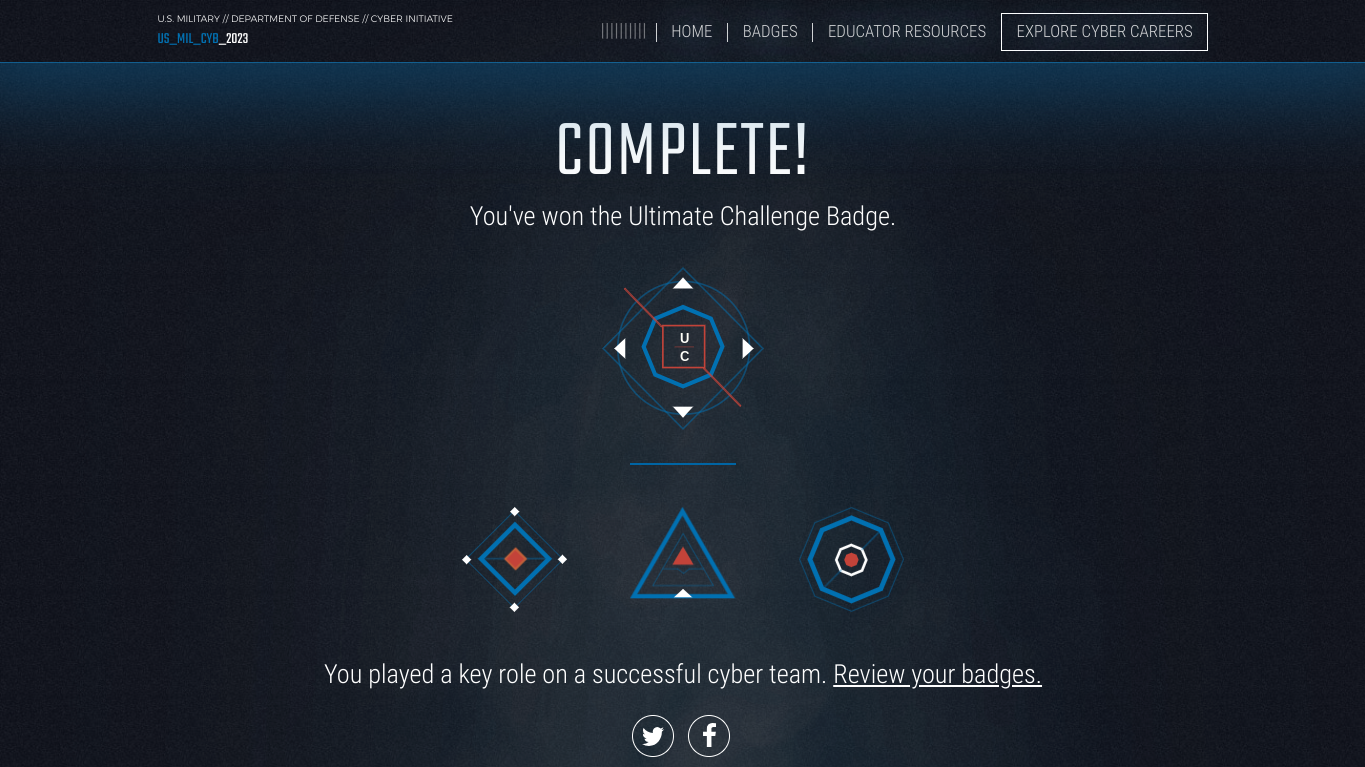 U.S. MILITARY // DEPARTMENT OF DEFENSE // CYBER INITIATIVE
US_MIL_CYB_2023
HOME
BADGES
EDUCATOR RESOURCES
EXPLORE CYBER CAREERS
COMPLETE!
You've won the Ultimate Challenge Badge.
U
C
You played a key role on a successful cyber team. Review your badges.